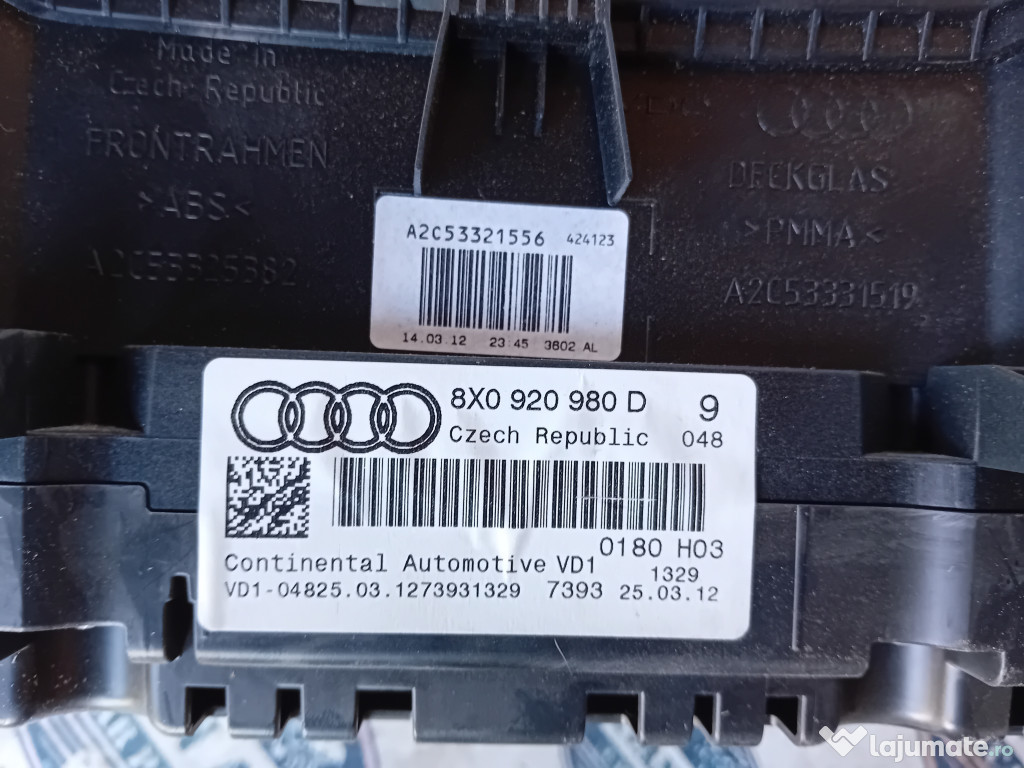 Made in
Czech Republic
FRONTRAHMEN
>ABS<
A2C53325382
DECKGLAS
>PMMA<
A2C53331519
A2C53321556 424123
14.03.12 23:45 3602 AL
8X0 920 980 D 9
Czech Republic 048
0180 H03
Continental Automotive VD1 1329
VD1-04825.03.1273931329 7393 25.03.12
lajumate.ro